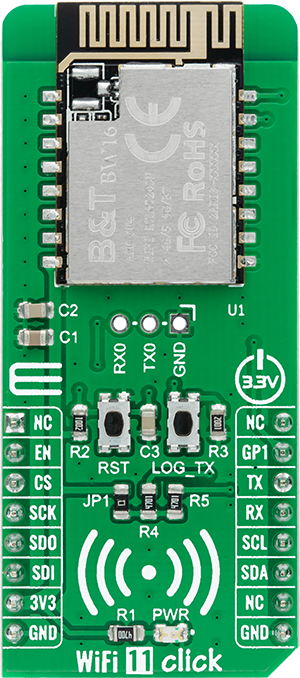 B&T
BW16
CE
FC RoHS
U1
C2
C1
RX0 TX0 GND
3.3V
R2 RST C3 LOG_TX R3
NC NC
EN GP1
CS TX
SCK RX
SDO SCL
SDI SDA
3V3 NC
GND GND
JP1 R5
R4
R1 PWR
WiFi 11 click